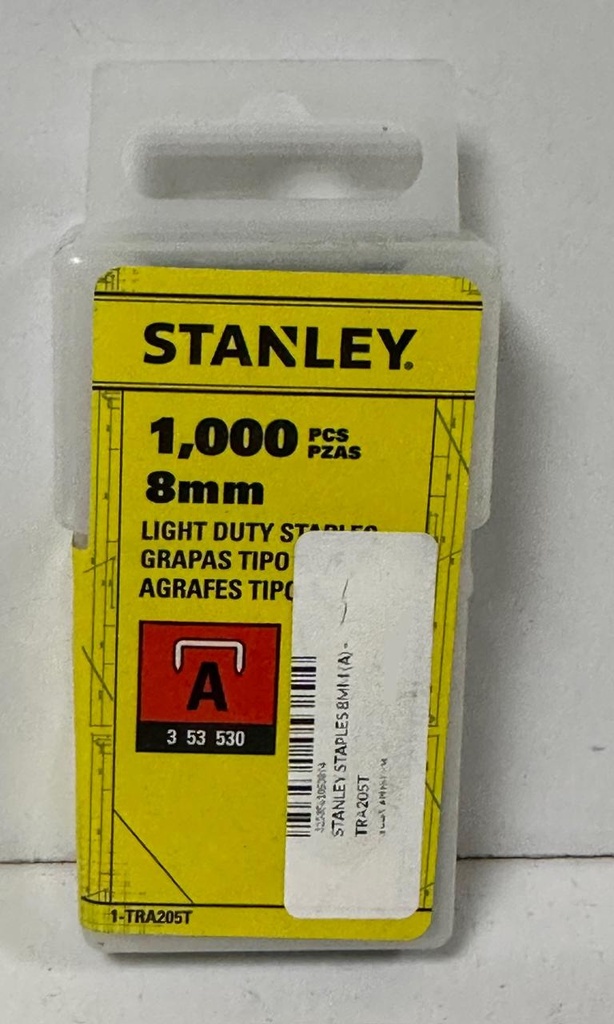 STANLEY.
1,000 PCS
PZAS
8mm
LIGHT DUTY STAPLES
GRAPAS TIPO
AGRAFES TIPO
A
3 53 530
STANLEY STAPLES 8MM (A) -
TRA205T
1-TRA205T